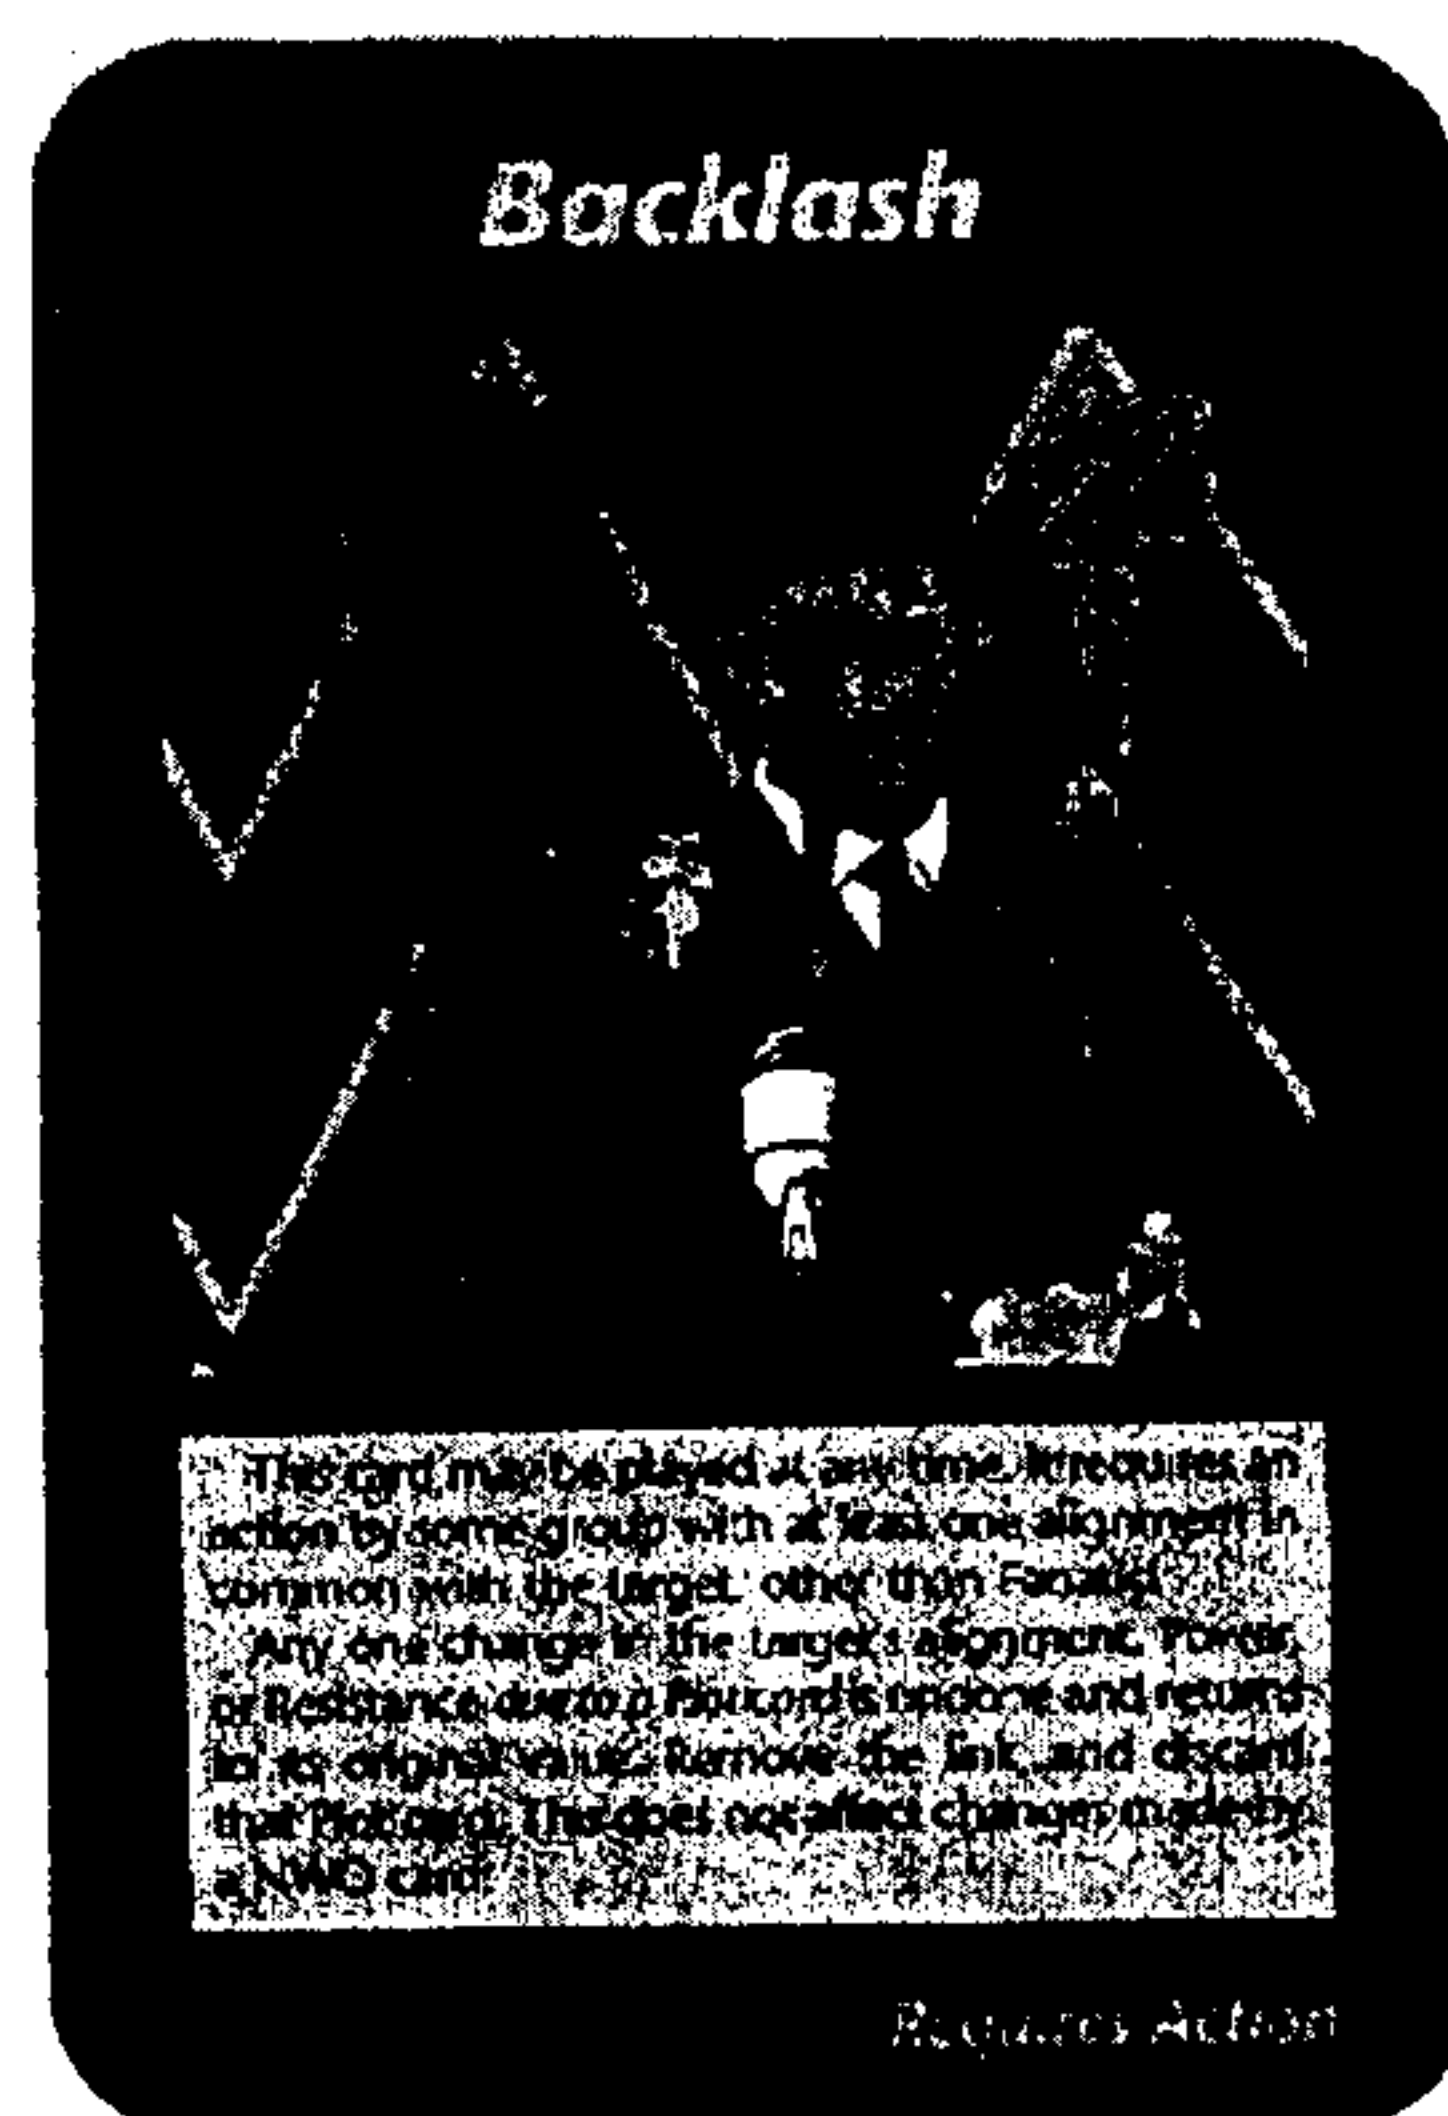 Backlash
This card may be played at any time. It requires an
action by some group with at least one alignment in
common with the target, other than Fanatic.
Any one change in the target's alignment, Power,
or Resistance due to a Plot card is undone and returns
to its original value. Remove the link and discard
that Plot card. This does not affect changes made by
a NWO card.
Requires Action